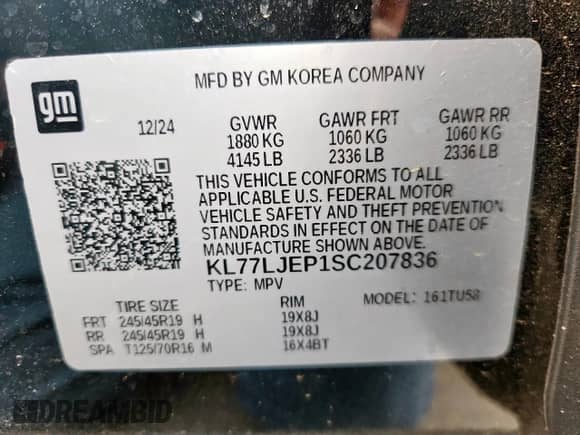 gm
MFD BY GM KOREA COMPANY
12/24
GVWR GAWR FRT GAWR RR
1880 KG 1060 KG 1060 KG
4145 LB 2336 LB 2336 LB
THIS VEHICLE CONFORMS TO ALL
APPLICABLE U.S. FEDERAL MOTOR
VEHICLE SAFETY AND THEFT PREVENTION
STANDARDS IN EFFECT ON THE DATE OF
MANUFACTURE SHOWN ABOVE.
KL77LJEP1SC207836
TYPE: MPV MODEL: 161TU58
TIRE SIZE RIM
FRT 245/45R19 H 19X8J
RR 245/45R19 H 19X8J
SPA T125/70R16 M 16X4BT
DREAMBID